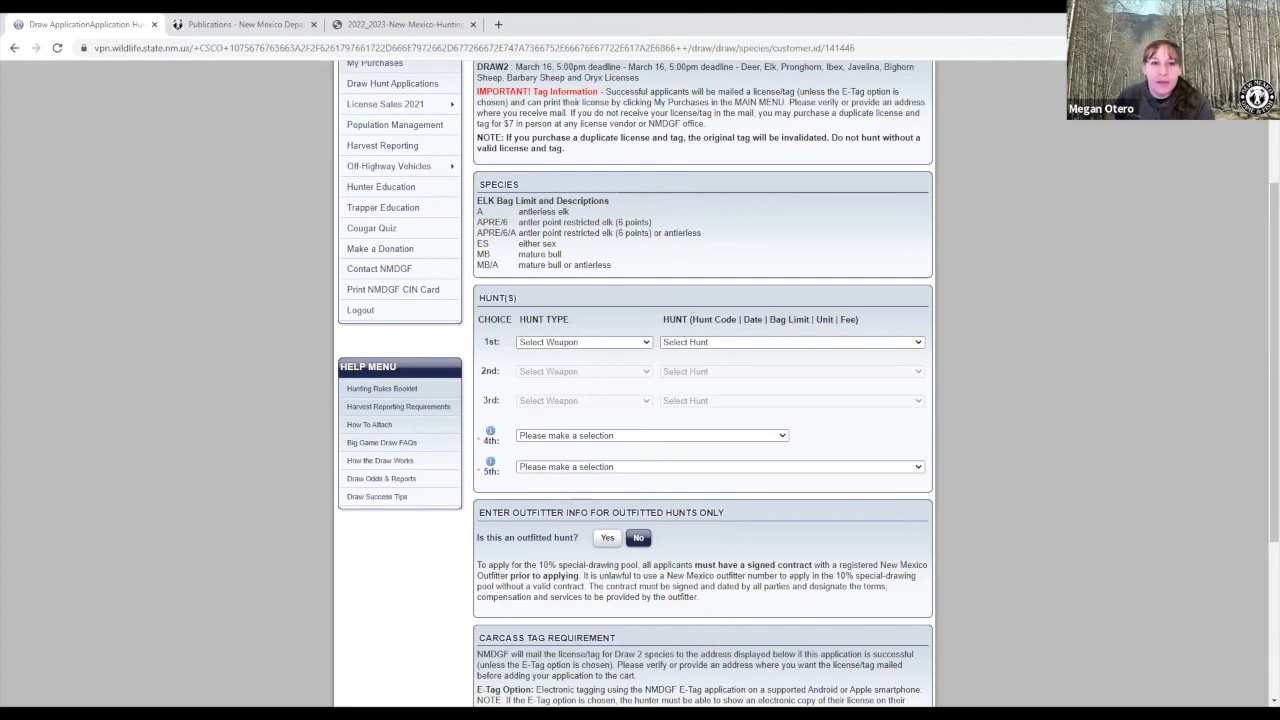 Draw ApplicationApplication Hu
Publications - New Mexico Depa
2022_2023-New-Mexico-Hunting
vpn.wildlife.state.nm.us/+CSCO+1075676763663A2F2F6261797661722D666E7972662D677266672E747A7366752E66676E67722E617A2E6866++/draw/draw/species/customer.id/141446
Megan Otero
My Purchases
Draw Hunt Applications
License Sales 2021
Population Management
Harvest Reporting
Off-Highway Vehicles
Hunter Education
Trapper Education
Cougar Quiz
Make a Donation
Contact NMDGF
Print NMDGF CIN Card
Logout
HELP MENU
Hunting Rules Booklet
Harvest Reporting Requirements
How To Attach
Big Game Draw FAQs
How the Draw Works
Draw Odds & Reports
Draw Success Tips
DRAW2 : March 16, 5:00pm deadline - March 16, 5:00pm deadline - Deer, Elk, Pronghorn, Ibex, Javelina, Bighorn
Sheep, Barbary Sheep and Oryx Licenses
IMPORTANT! Tag Information - Successful applicants will be mailed a license/tag (unless the E-Tag option is
chosen) and can print their license by clicking My Purchases in the MAIN MENU. Please verify or provide an address
where you receive mail. If you do not receive your license/tag in the mail, you may purchase a duplicate license and
tag for $7 in person at any license vendor or NMDGF office.
NOTE: If you purchase a duplicate license and tag, the original tag will be invalidated. Do not hunt without a
valid license and tag.
SPECIES
ELK Bag Limit and Descriptions
A antlerless elk
APRE/6 antler point restricted elk (6 points)
APRE/6/A antler point restricted elk (6 points) or antlerless
ES either sex
MB mature bull
MB/A mature bull or antlerless
HUNT(S)
CHOICE HUNT TYPE HUNT (Hunt Code | Date | Bag Limit | Unit | Fee)
1st: Select Weapon Select Hunt
2nd: Select Weapon Select Hunt
3rd: Select Weapon Select Hunt
* 4th: Please make a selection
* 5th: Please make a selection
ENTER OUTFITTER INFO FOR OUTFITTED HUNTS ONLY
Is this an outfitted hunt? Yes No
To apply for the 10% special-drawing pool, all applicants must have a signed contract with a registered New Mexico
Outfitter prior to applying. It is unlawful to use a New Mexico outfitter number to apply in the 10% special-drawing
pool without a valid contract. The contract must be signed and dated by all parties and designate the terms,
compensation and services to be provided by the outfitter.
CARCASS TAG REQUIREMENT
NMDGF will mail the license/tag for Draw 2 species to the address displayed below if this application is successful
(unless the E-Tag option is chosen). Please verify or provide an address where you want the license/tag mailed
before adding your application to the cart.
E-Tag Option: Electronic tagging using the NMDGF E-Tag application on a supported Android or Apple smartphone.
NOTE: If the E-Tag option is chosen, the hunter must be able to show an electronic copy of their license on their